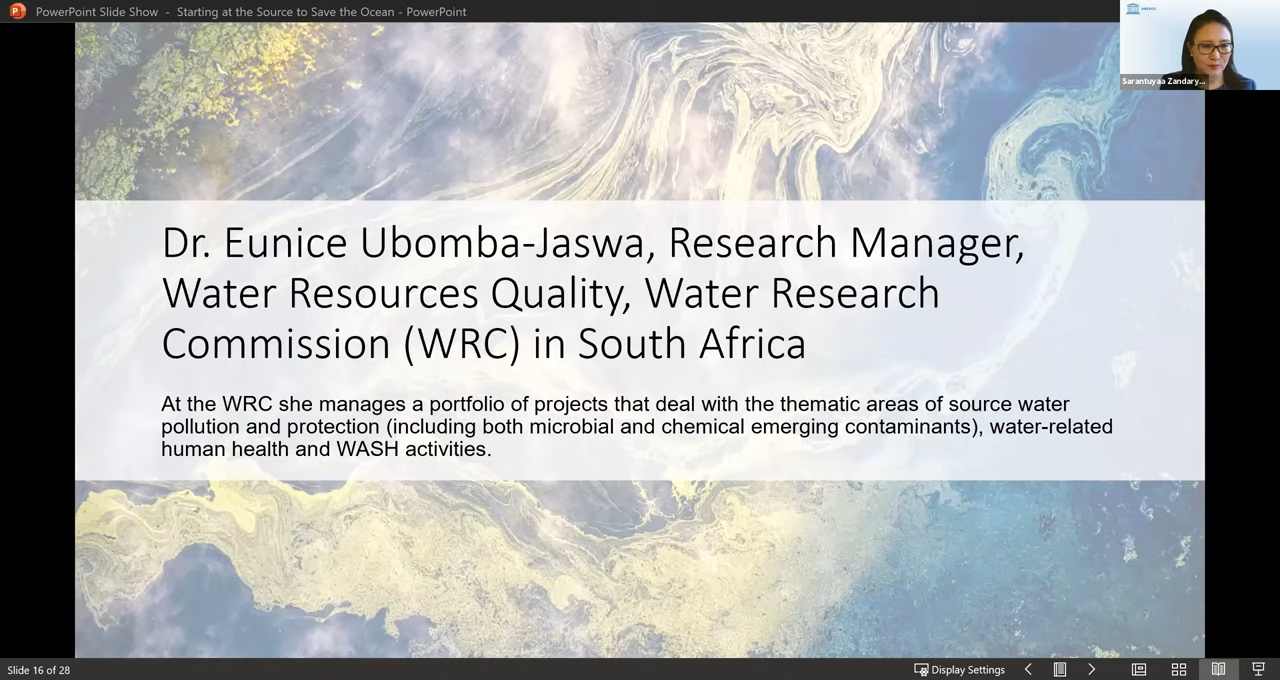 PowerPoint Slide Show - Starting at the Source to Save the Ocean - PowerPoint
UNESCO
Sarantuyaa Zandary...
Dr. Eunice Ubomba-Jaswa, Research Manager,
Water Resources Quality, Water Research
Commission (WRC) in South Africa
At the WRC she manages a portfolio of projects that deal with the thematic areas of source water
pollution and protection (including both microbial and chemical emerging contaminants), water-related
human health and WASH activities.
Slide 16 of 28
Display Settings